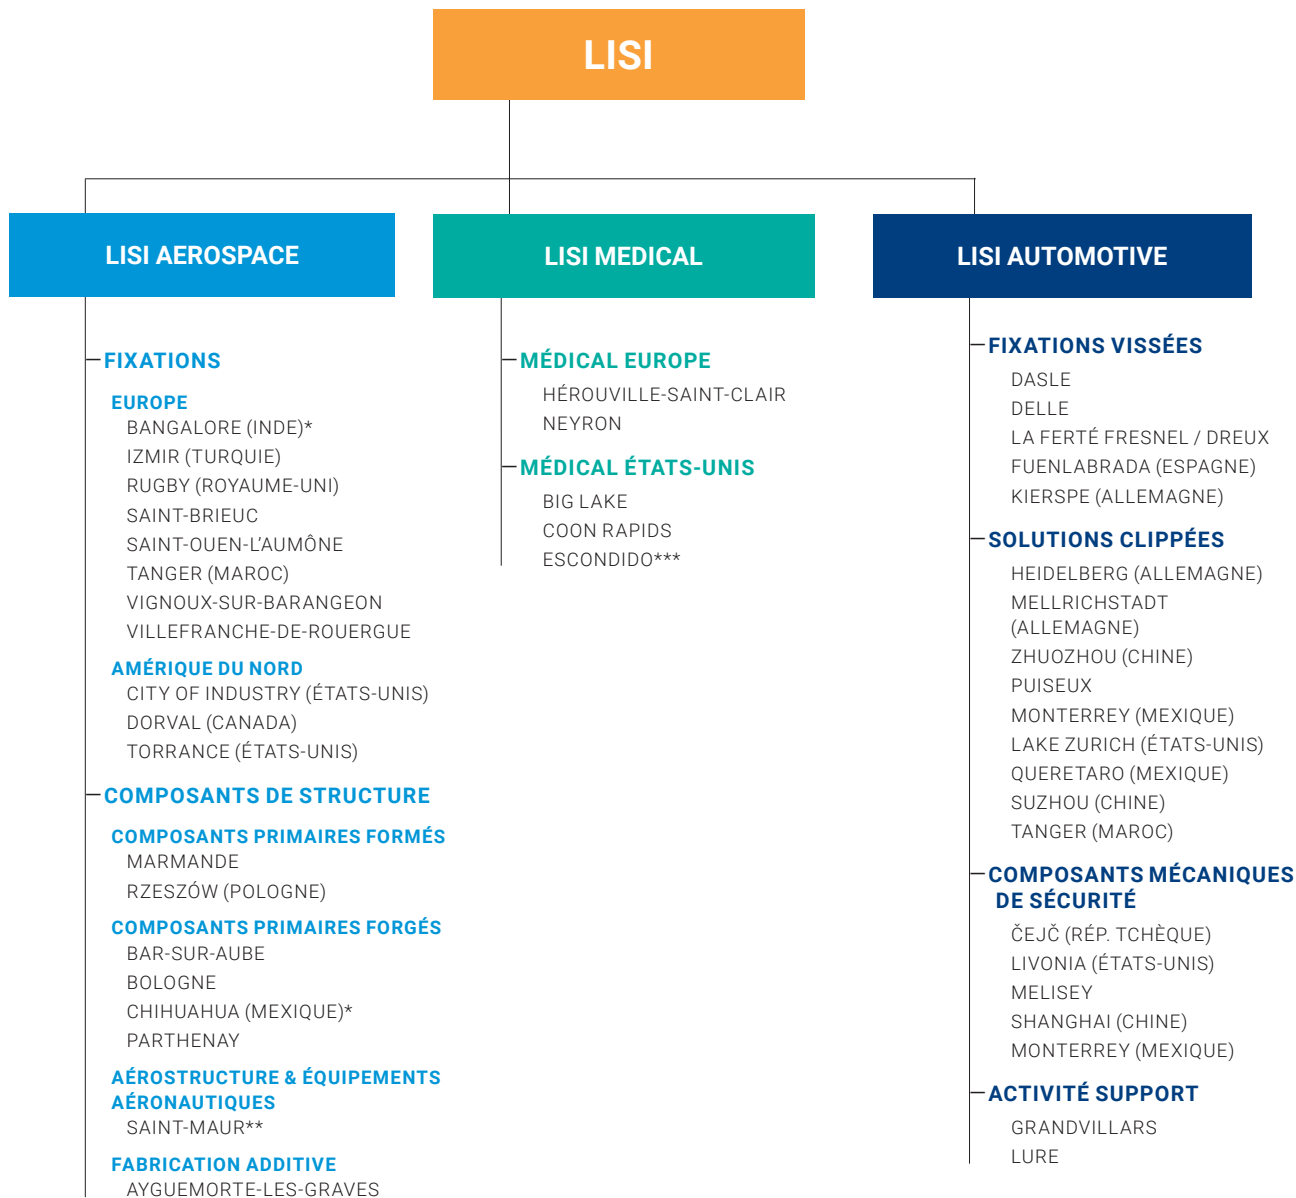 LISI
LISI AEROSPACE
FIXATIONS
EUROPE
BANGALORE (INDE)*
IZMIR (TURQUIE)
RUGBY (ROYAUME-UNI)
SAINT-BRIEUC
SAINT-OUEN-L'AUMÔNE
TANGER (MAROC)
VIGNOUX-SUR-BARANGEON
VILLEFRANCHE-DE-ROUERGUE
AMÉRIQUE DU NORD
CITY OF INDUSTRY (ÉTATS-UNIS)
DORVAL (CANADA)
TORRANCE (ÉTATS-UNIS)
COMPOSANTS DE STRUCTURE
COMPOSANTS PRIMAIRES FORMÉS
MARMANDE
RZESZÓW (POLOGNE)
COMPOSANTS PRIMAIRES FORGÉS
BAR-SUR-AUBE
BOLOGNE
CHIHUAHUA (MEXIQUE)*
PARTHENAY
AÉROSTRUCTURE & ÉQUIPEMENTS
AÉRONAUTIQUES
SAINT-MAUR**
FABRICATION ADDITIVE
AYGUEMORTE-LES-GRAVES
LISI MEDICAL
MÉDICAL EUROPE
HÉROUVILLE-SAINT-CLAIR
NEYRON
MÉDICAL ÉTATS-UNIS
BIG LAKE
COON RAPIDS
ESCONDIDO***
LISI AUTOMOTIVE
FIXATIONS VISSÉES
DASLE
DELLE
LA FERTÉ FRESNEL / DREUX
FUENLABRADA (ESPAGNE)
KIERSPE (ALLEMAGNE)
SOLUTIONS CLIPPÉES
HEIDELBERG (ALLEMAGNE)
MELLRICHSTADT
(ALLEMAGNE)
ZHUOZHOU (CHINE)
PUISEUX
MONTERREY (MEXIQUE)
LAKE ZURICH (ÉTATS-UNIS)
QUERETARO (MEXIQUE)
SUZHOU (CHINE)
TANGER (MAROC)
COMPOSANTS MÉCANIQUES
DE SÉCURITÉ
ČEJČ (RÉP. TCHÈQUE)
LIVONIA (ÉTATS-UNIS)
MELISEY
SHANGHAI (CHINE)
MONTERREY (MEXIQUE)
ACTIVITÉ SUPPORT
GRANDVILLARS
LURE